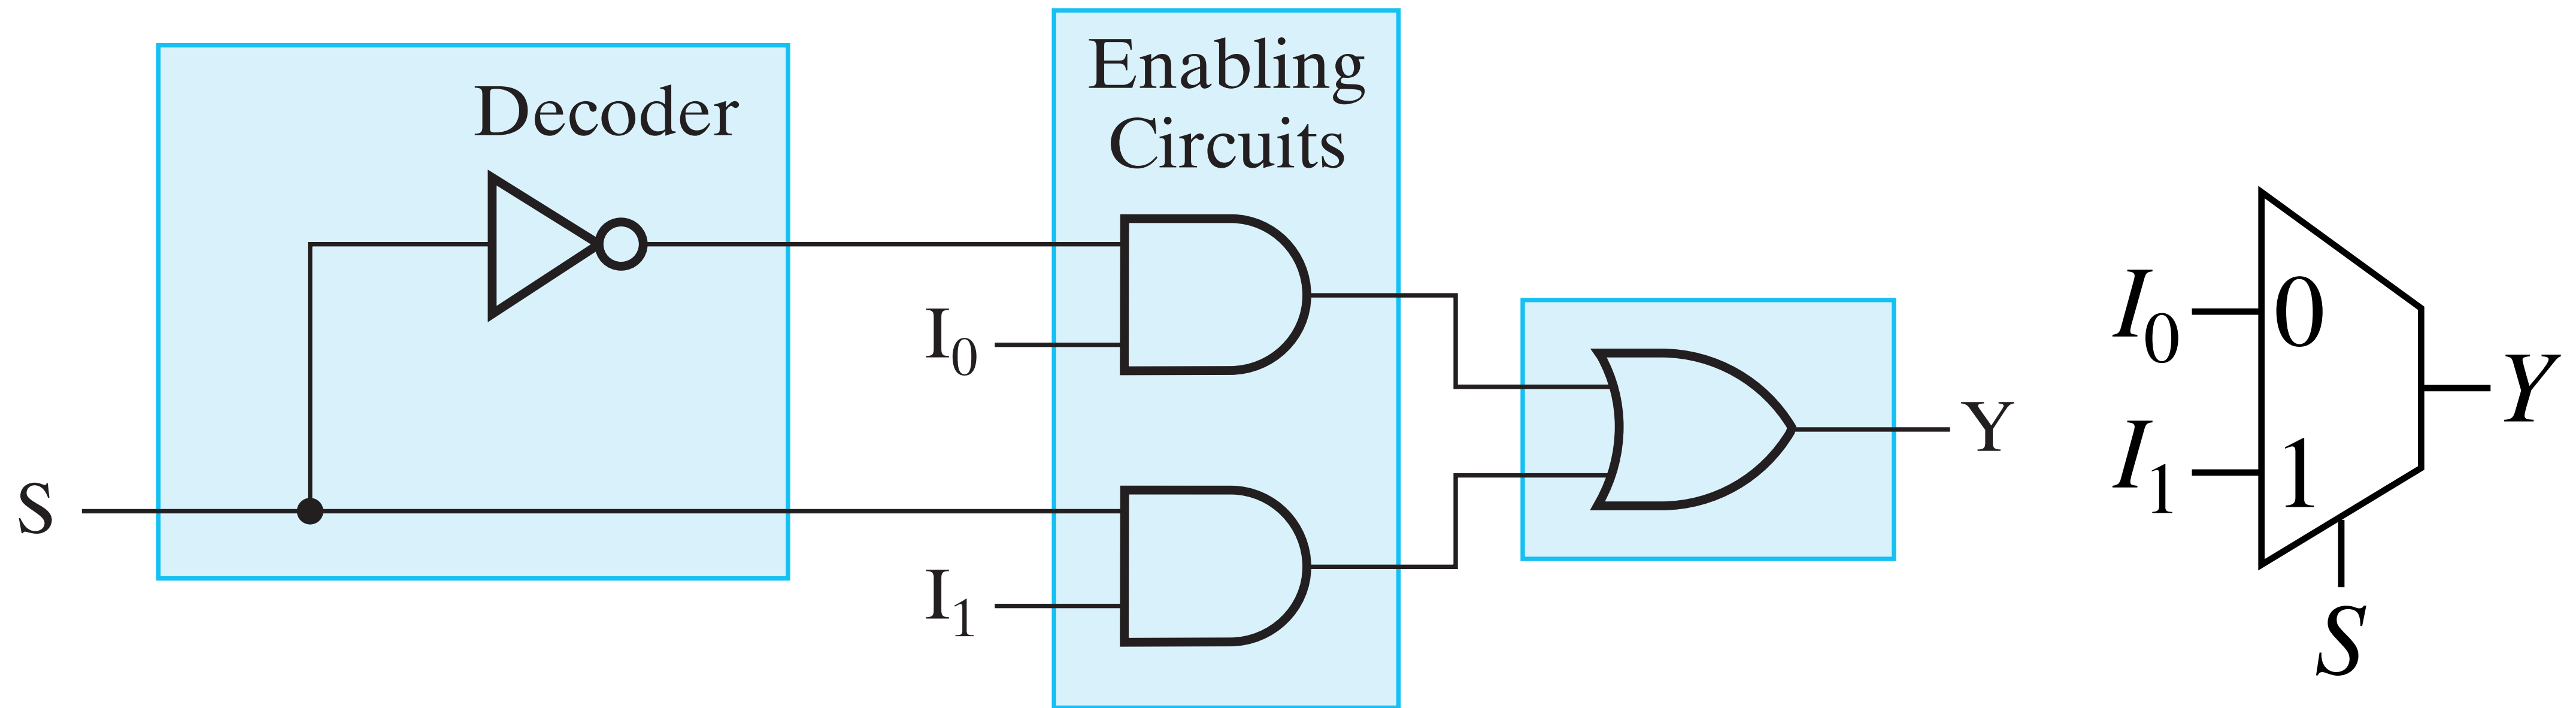 Decoder
Enabling
Circuits
S
I₀
I₁
Y
I₀
0
I₁
1
Y
S